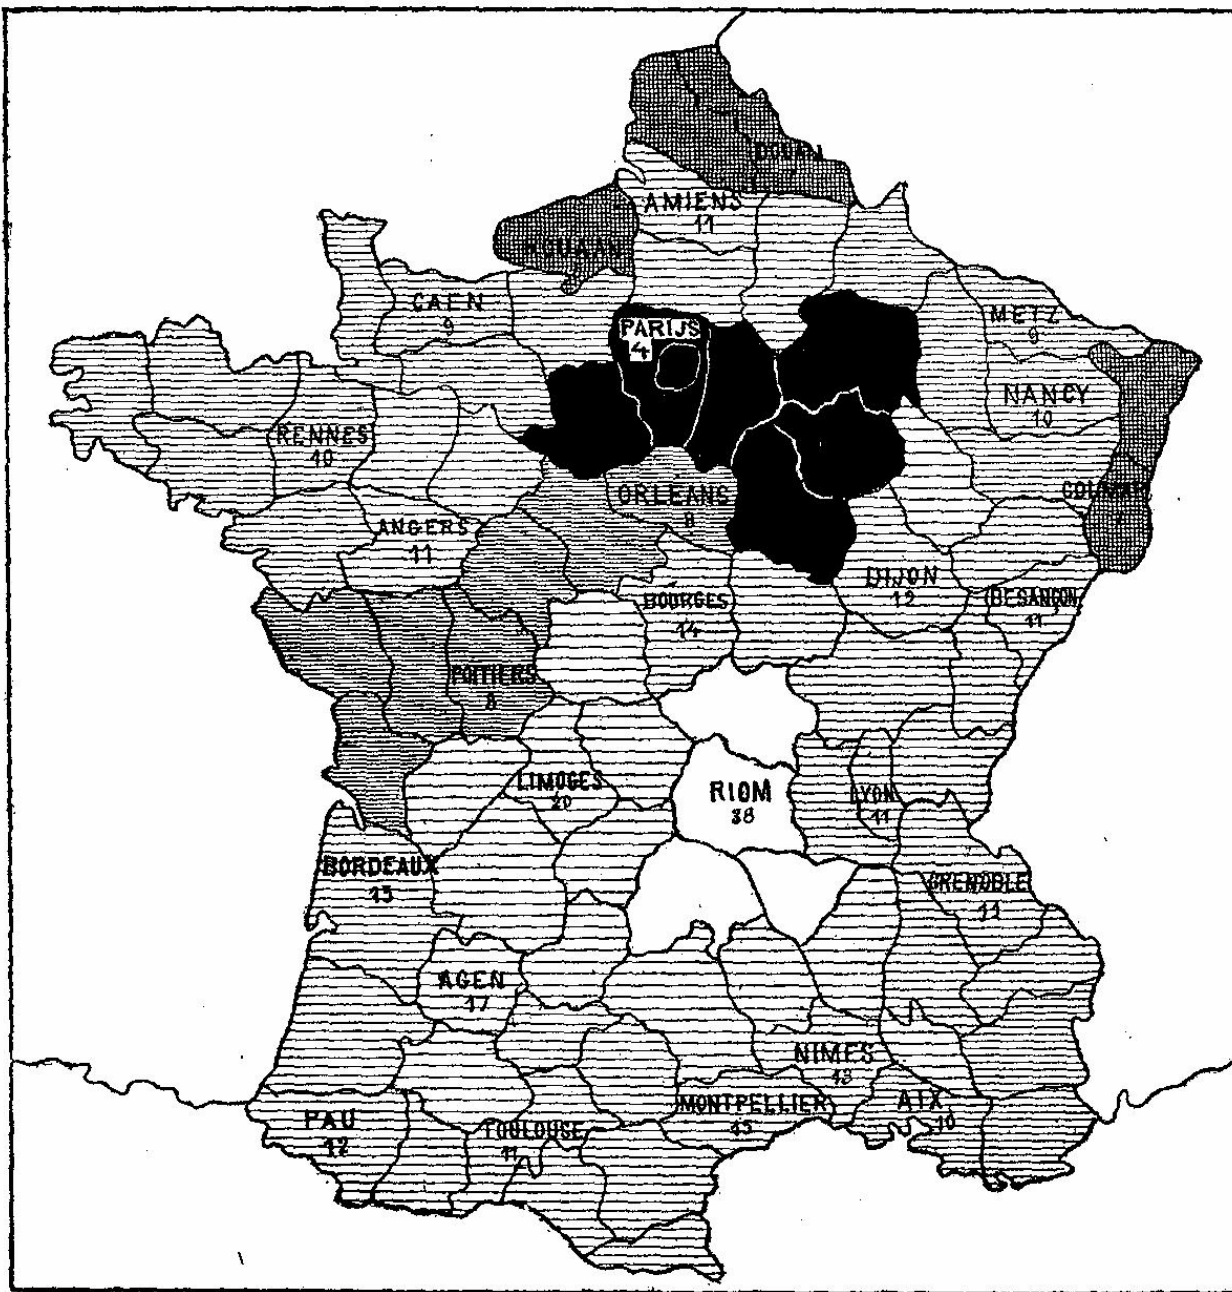 DOUAI
AMIENS
11
ROUAAN
CAEN
9
PARIJS
4
METZ
9
NANCY
10
RENNES
10
ORLEANS
8
COLMAR
7
ANGERS
11
DIJON
12
BOURGES
14
BESANÇON
11
POITIERS
8
LIMOGES
20
RIOM
38
LYON
11
BORDEAUX
13
GRENOBLE
11
AGEN
17
NIMES
13
MONTPELLIER
13
AIX
10
PAU
12
TOULOUSE
11